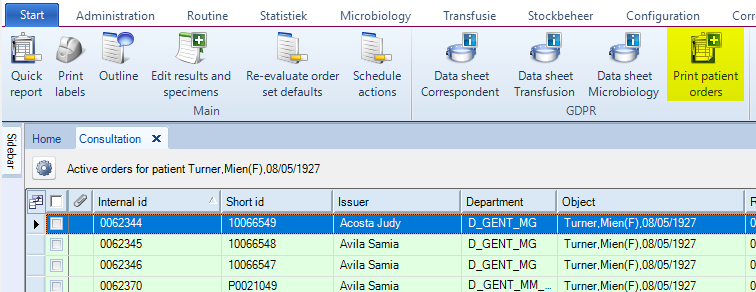 Start Administration Routine Statistiek Microbiology Transfusie Stockbeheer Configuration Corre
Quick report
Print labels
Outline
Edit results and specimens
Re-evaluate order set defaults
Schedule actions
Data sheet Correspondent
Data sheet Transfusion
Data sheet Microbiology
Print patient orders
Main GDPR
Sidebar
Home Consultation X
Active orders for patient Turner,Mien(F),08/05/1927
Internal id Short id Issuer Department Object R
0062344 10066549 Acosta Judy D_GENT_MG Turner,Mien(F),08/05/1927 0
0062345 10066548 Avila Samia D_GENT_MG Turner,Mien(F),08/05/1927 0
0062346 10066547 Avila Samia D_GENT_MG Turner,Mien(F),08/05/1927 0
0062370 P0021049 Avila Samia D_GENT_MM_... Turner,Mien(F),08/05/1927 0